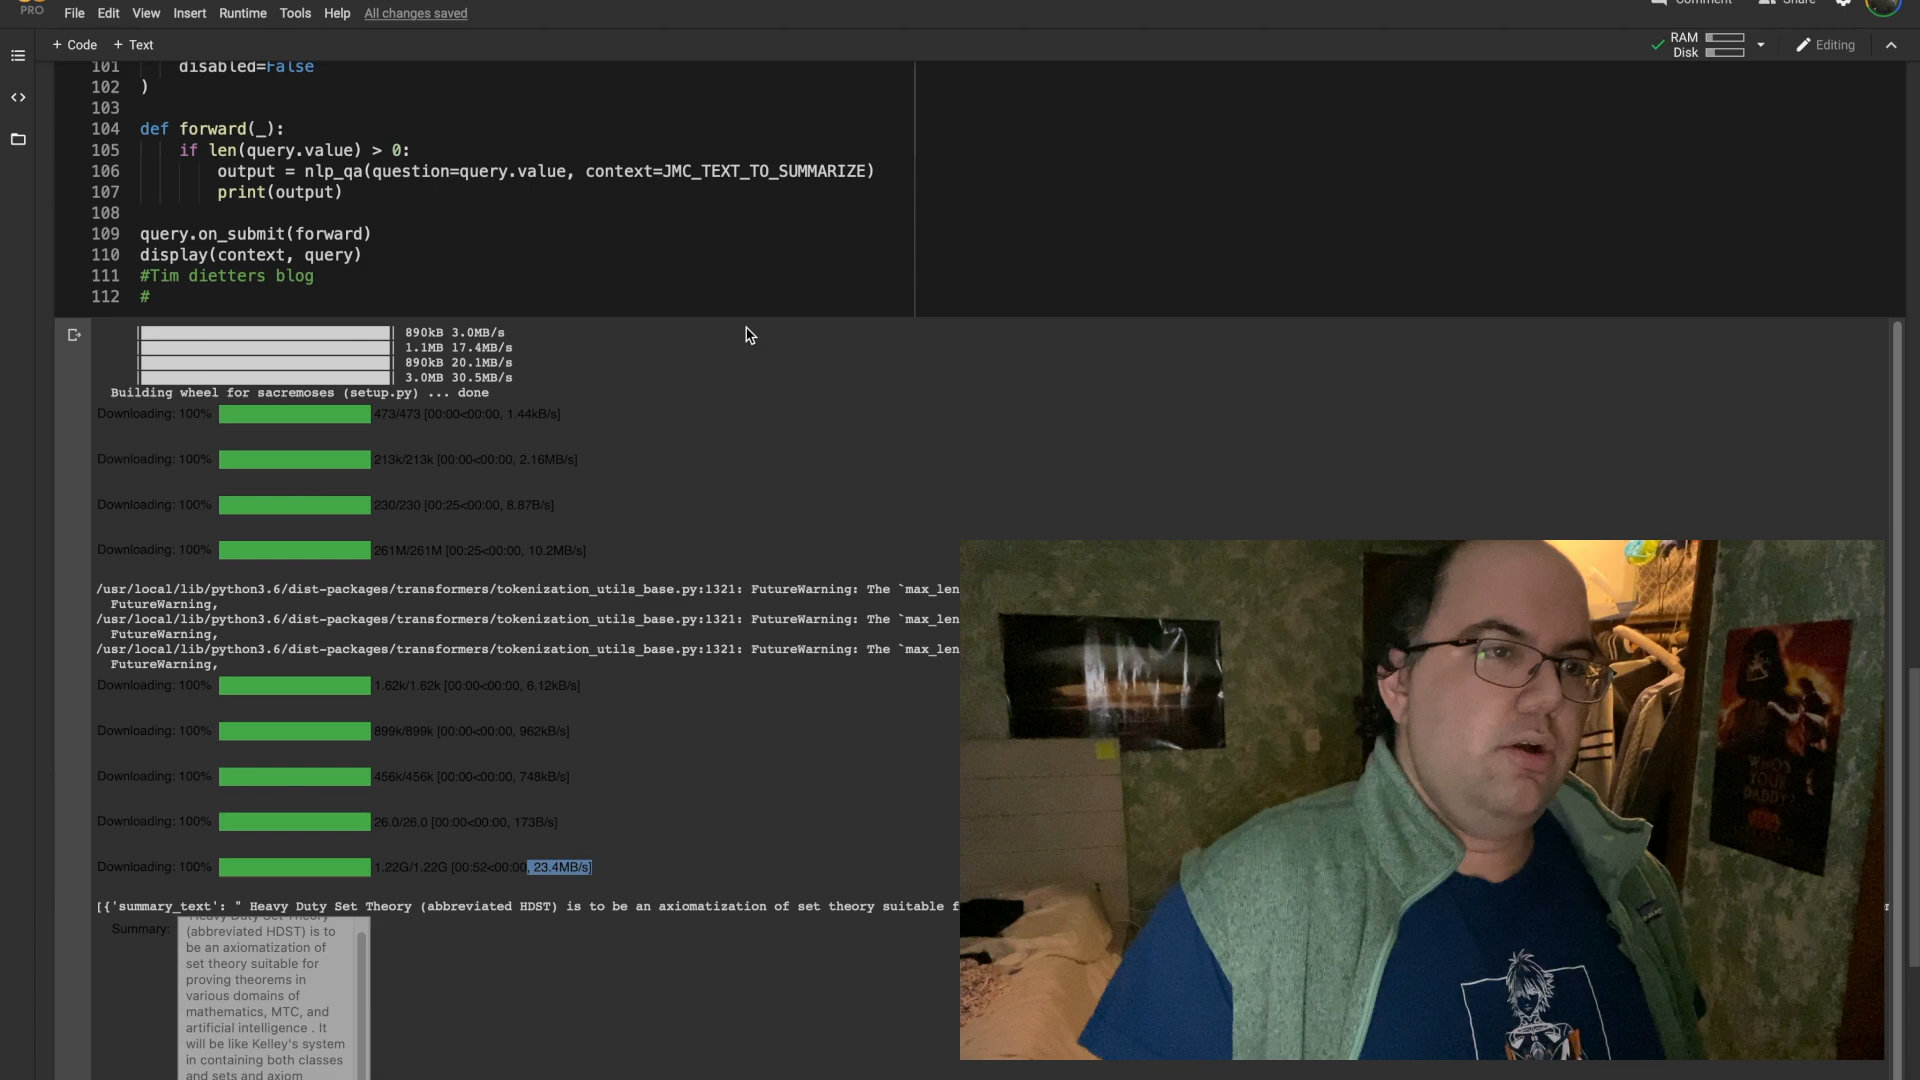 PRO
File Edit View Insert Runtime Tools Help All changes saved
Comment Share
+ Code + Text
RAM
Disk
Editing
101 disabled=False
102 )
103
104 def forward(_):
105 if len(query.value) > 0:
106 output = nlp_qa(question=query.value, context=JMC_TEXT_TO_SUMMARIZE)
107 print(output)
108
109 query.on_submit(forward)
110 display(context, query)
111 #Tim dietters blog
112 #
890kB 3.0MB/s
1.1MB 17.4MB/s
890kB 20.1MB/s
3.0MB 30.5MB/s
Building wheel for sacremoses (setup.py) ... done
Downloading: 100% 473/473 [00:00<00:00, 1.44kB/s]
Downloading: 100% 213k/213k [00:00<00:00, 2.16MB/s]
Downloading: 100% 230/230 [00:25<00:00, 8.87B/s]
Downloading: 100% 261M/261M [00:25<00:00, 10.2MB/s]
/usr/local/lib/python3.6/dist-packages/transformers/tokenization_utils_base.py:1321: FutureWarning: The `max_len
FutureWarning,
/usr/local/lib/python3.6/dist-packages/transformers/tokenization_utils_base.py:1321: FutureWarning: The `max_len
FutureWarning,
/usr/local/lib/python3.6/dist-packages/transformers/tokenization_utils_base.py:1321: FutureWarning: The `max_len
FutureWarning,
Downloading: 100% 1.62k/1.62k [00:00<00:00, 6.12kB/s]
Downloading: 100% 899k/899k [00:00<00:00, 962kB/s]
Downloading: 100% 456k/456k [00:00<00:00, 748kB/s]
Downloading: 100% 26.0/26.0 [00:00<00:00, 173B/s]
Downloading: 100% 1.22G/1.22G [00:52<00:00, 23.4MB/s]
[{'summary_text': " Heavy Duty Set Theory (abbreviated HDST) is to be an axiomatization of set theory suitable f
Summary:
Heavy Duty Set Theory
(abbreviated HDST) is to
be an axiomatization of
set theory suitable for
proving theorems in
various domains of
mathematics, MTC, and
artificial intelligence . It
will be like Kelley's system
in containing both classes
and sets and axiom
WHO'S
YOUR
DADDY?
STAR
WARS